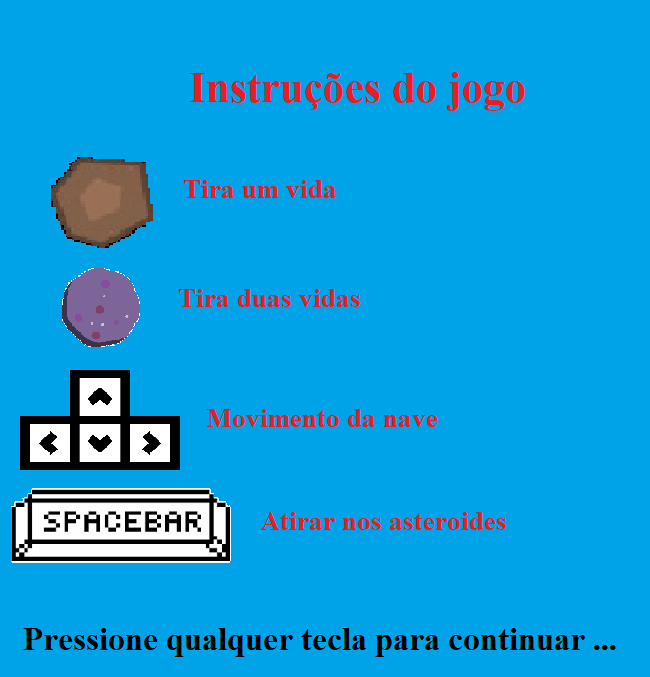 Instruções do jogo
Tira um vida
Tira duas vidas
Movimento da nave
SPACEBAR
Atirar nos asteroides
Pressione qualquer tecla para continuar ...